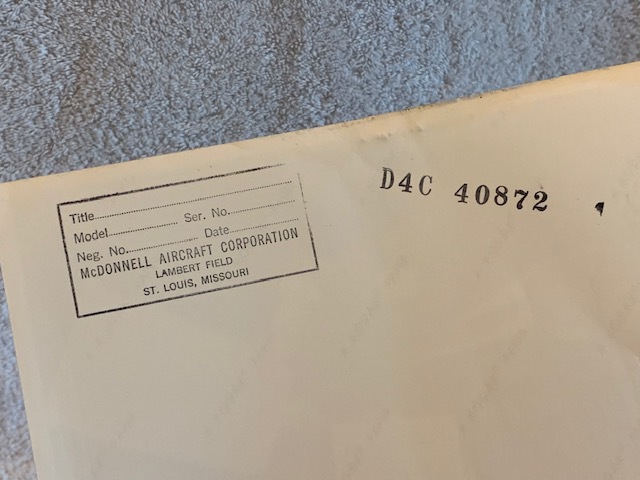 Title
Model Ser. No.
Neg. No. Date
McDONNELL AIRCRAFT CORPORATION
LAMBERT FIELD
ST. LOUIS, MISSOURI
D4C 40872